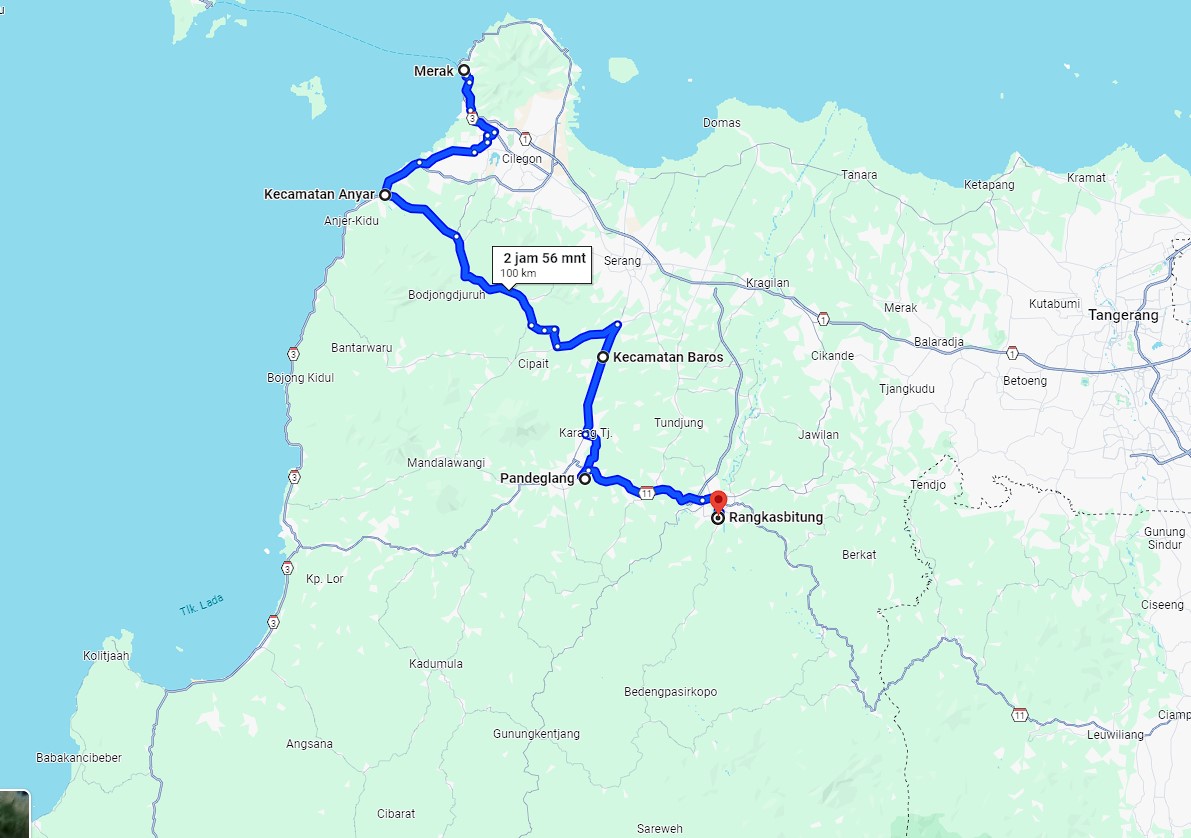 Merak
3
1
Cilegon
Domas
Tanara
Ketapang
Kramat
Kecamatan Anyar
Anjer-Kidu
2 jam 56 mnt
100 km
Serang
Kragilan
Bodjongdjuruh
Merak
Kutabumi
Tangerang
1
Balaradja
1
Bantarwaru
3
Cipait
Kecamatan Baros
Cikande
Betoeng
Bojong Kidul
Tjangkudu
Karang Tj.
Tundjung
Jawilan
Mandalawangi
3
Pandeglang
11
Tendjo
Rangkasbitung
Gunung
Sindur
Berkat
3
Kp. Lor
Tlk. Lada
3
Ciseeng
Kolitjaah
Kadumula
Bedengpasirkopo
11
Ciamp
Leuwiliang
Gunungkentjang
Angsana
Babakancibeber
Cibarat
Sareweh